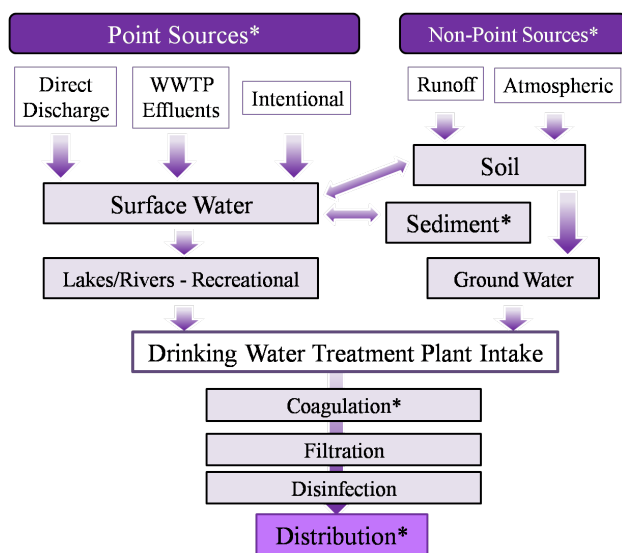 Point Sources*
Non-Point Sources*
Direct
Discharge
WWTP
Effluents
Intentional
Runoff
Atmospheric
Soil
Surface Water
Sediment*
Lakes/Rivers - Recreational
Ground Water
Drinking Water Treatment Plant Intake
Coagulation*
Filtration
Disinfection
Distribution*